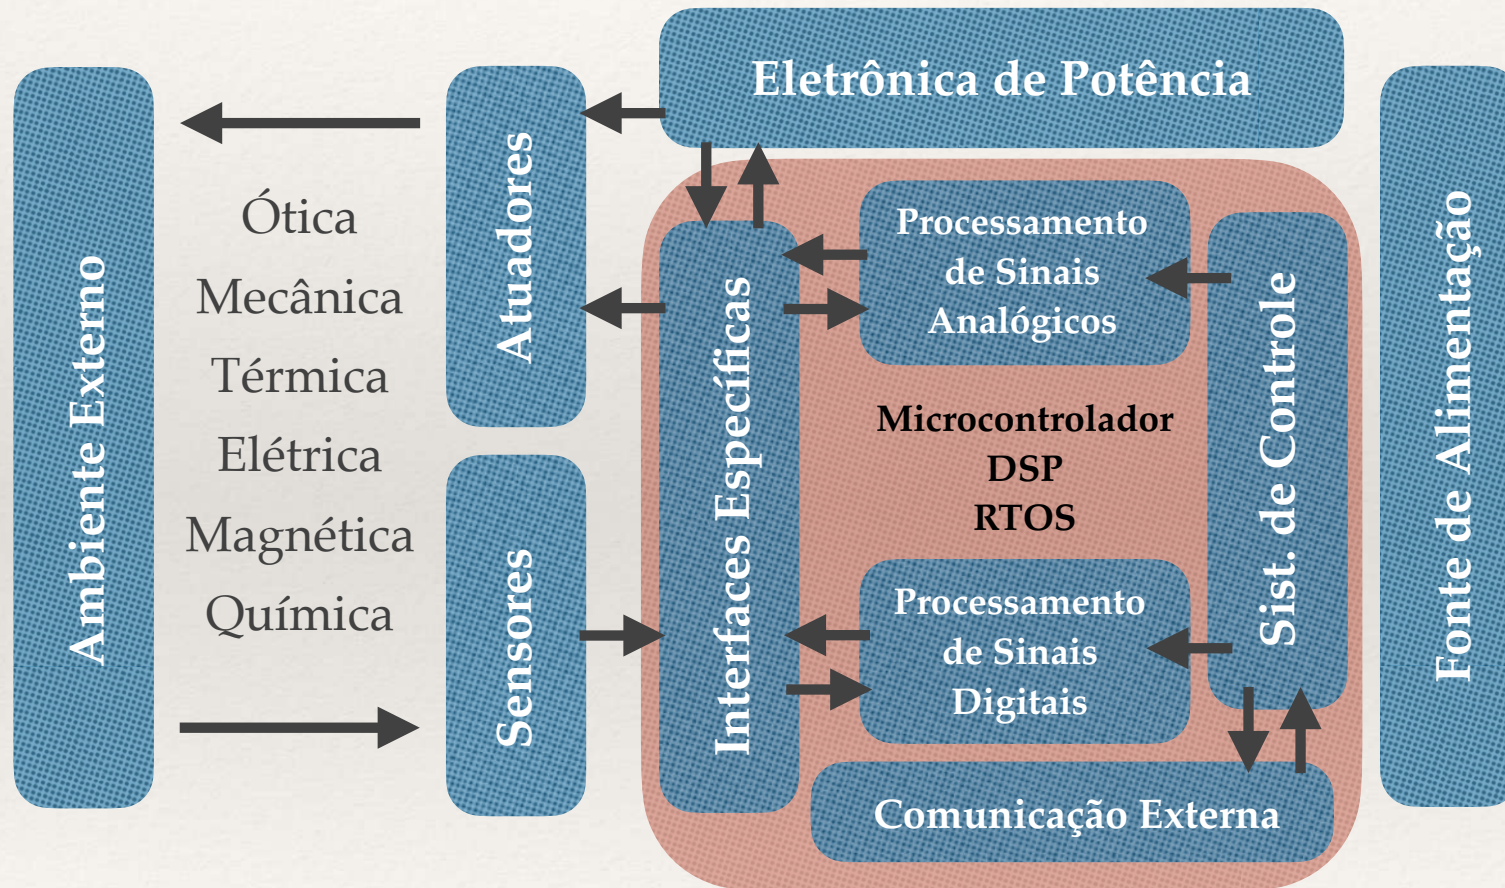 Eletrônica de Potência
Ambiente Externo
Ótica
Mecânica
Térmica
Elétrica
Magnética
Química
Atuadores
Sensores
Interfaces Específicas
Processamento
de Sinais
Analógicos
Microcontrolador
DSP
RTOS
Processamento
de Sinais
Digitais
Sist. de Controle
Comunicação Externa
Fonte de Alimentação